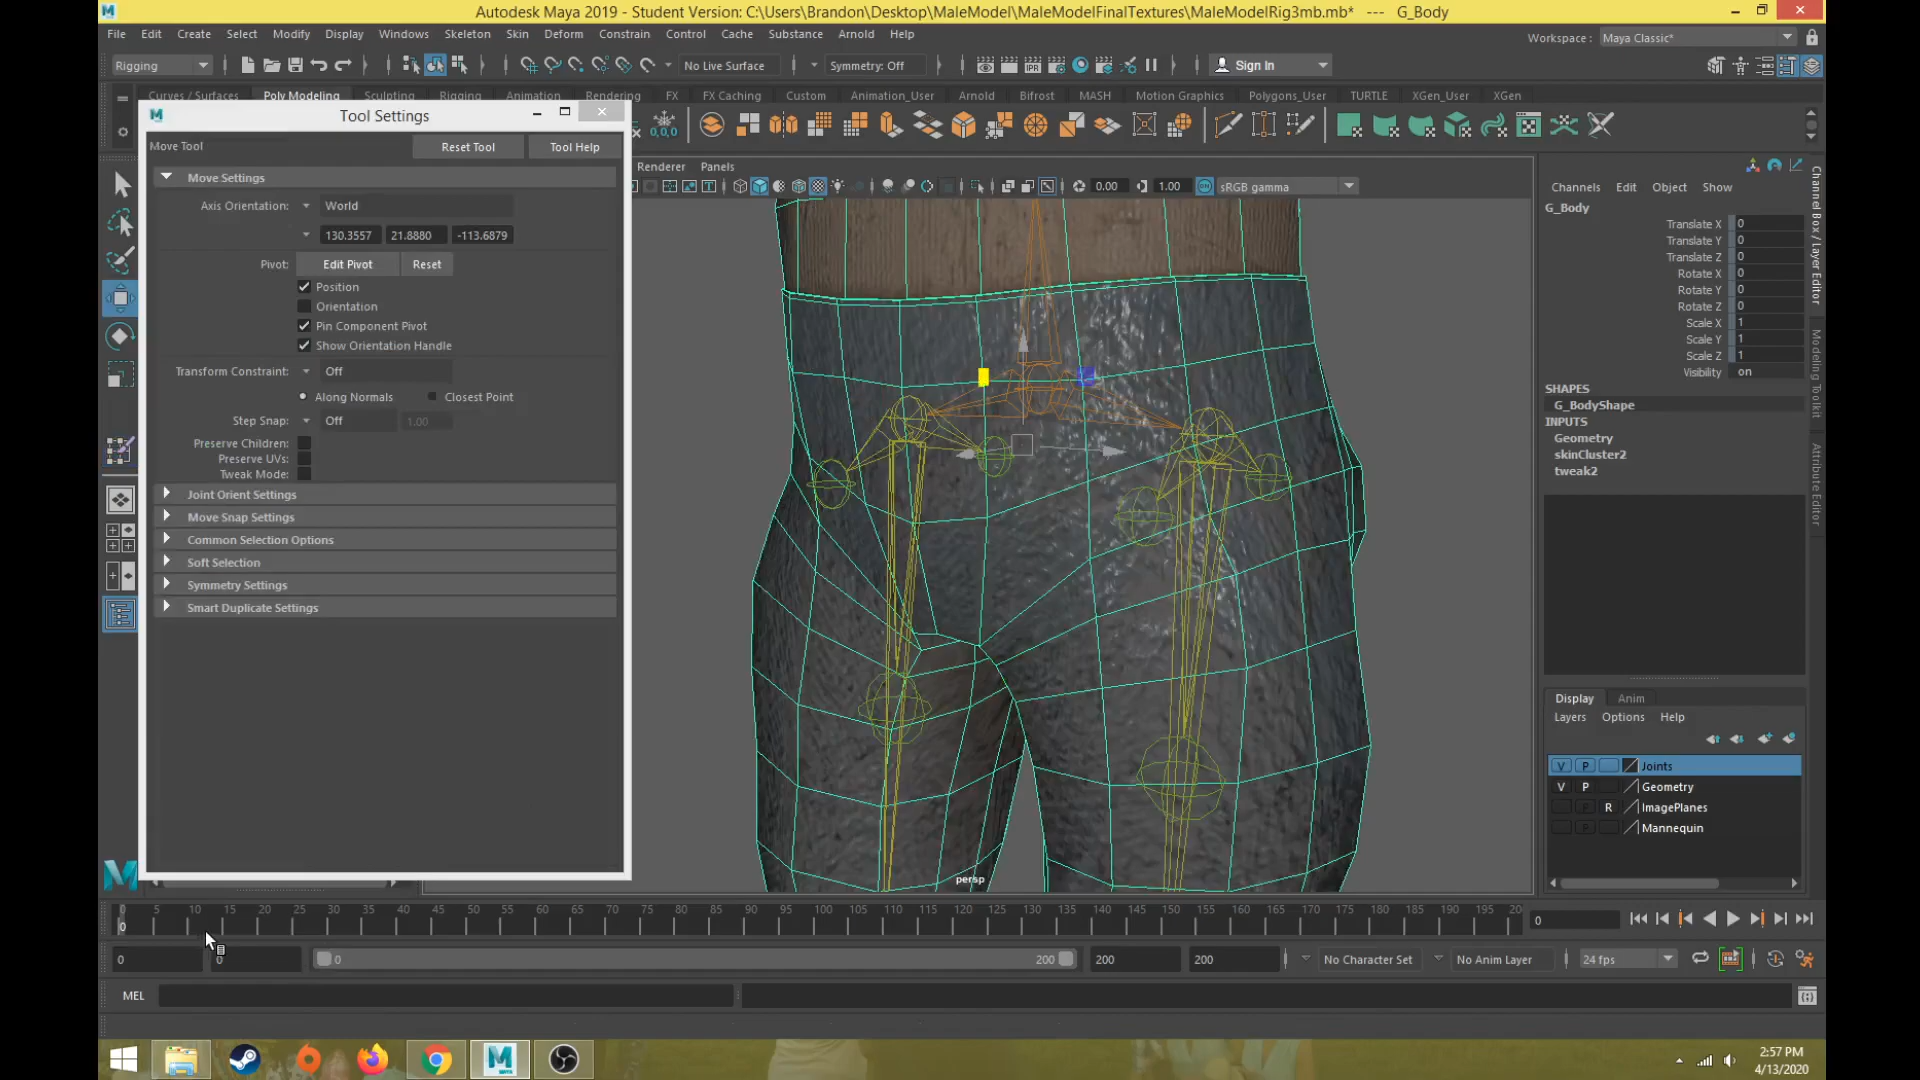 Autodesk Maya 2019 - Student Version: C:\Users\Brandon\Desktop\MaleModel\MaleModelFinalTextures\MaleModelRig3mb.mb*   ---   G_Body
File Edit Create Select Modify Display Windows Skeleton Skin Deform Constrain Control Cache Substance Arnold Help
Workspace : Maya Classic*
Rigging No Live Surface Symmetry: Off Sign In
Curves / Surfaces Poly Modeling Sculpting Rigging Animation Rendering FX FX Caching Custom Animation_User Arnold Bifrost MASH Motion Graphics Polygons_User TURTLE XGen_User XGen
Tool Settings
Move Tool Reset Tool Tool Help
Renderer Panels
Move Settings
0.00 1.00 sRGB gamma
Axis Orientation: World
130.3557 21.8880 -113.6879
Pivot: Edit Pivot Reset
Position
Orientation
Pin Component Pivot
Show Orientation Handle
Transform Constraint: Off
Along Normals Closest Point
Step Snap: Off 1.00
Preserve Children:
Preserve UVs:
Tweak Mode:
Joint Orient Settings
Move Snap Settings
Common Selection Options
Soft Selection
Symmetry Settings
Smart Duplicate Settings
persp
Channels Edit Object Show
G_Body
Translate X 0
Translate Y 0
Translate Z 0
Rotate X 0
Rotate Y 0
Rotate Z 0
Scale X 1
Scale Y 1
Scale Z 1
Visibility on
SHAPES
G_BodyShape
INPUTS
Geometry
skinCluster2
tweak2
Channel Box / Layer Editor
Modeling Toolkit
Attribute Editor
Display Anim
Layers Options Help
V P Joints
V P Geometry
P R ImagePlanes
P Mannequin
0 5 10 15 20 25 30 35 40 45 50 55 60 65 70 75 80 85 90 95 100 105 110 115 120 125 130 135 140 145 150 155 160 165 170 175 180 185 190 195 20
0 0
0 0 0 200 200 200 No Character Set No Anim Layer 24 fps
MEL
2:57 PM
4/13/2020